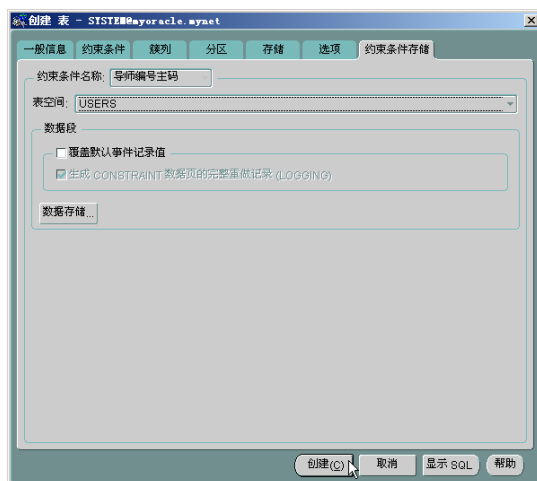 创建 表 - SYSTEM@myoracle.mynet
一般信息 约束条件 簇列 分区 存储 选项 约束条件存储
约束条件名称: 导师编号主码
表空间: USERS
数据段
覆盖默认事件记录值
生成 CONSTRAINT 数据页的完整重做记录 (LOGGING)
数据存储...
创建(C) 取消 显示 SQL 帮助